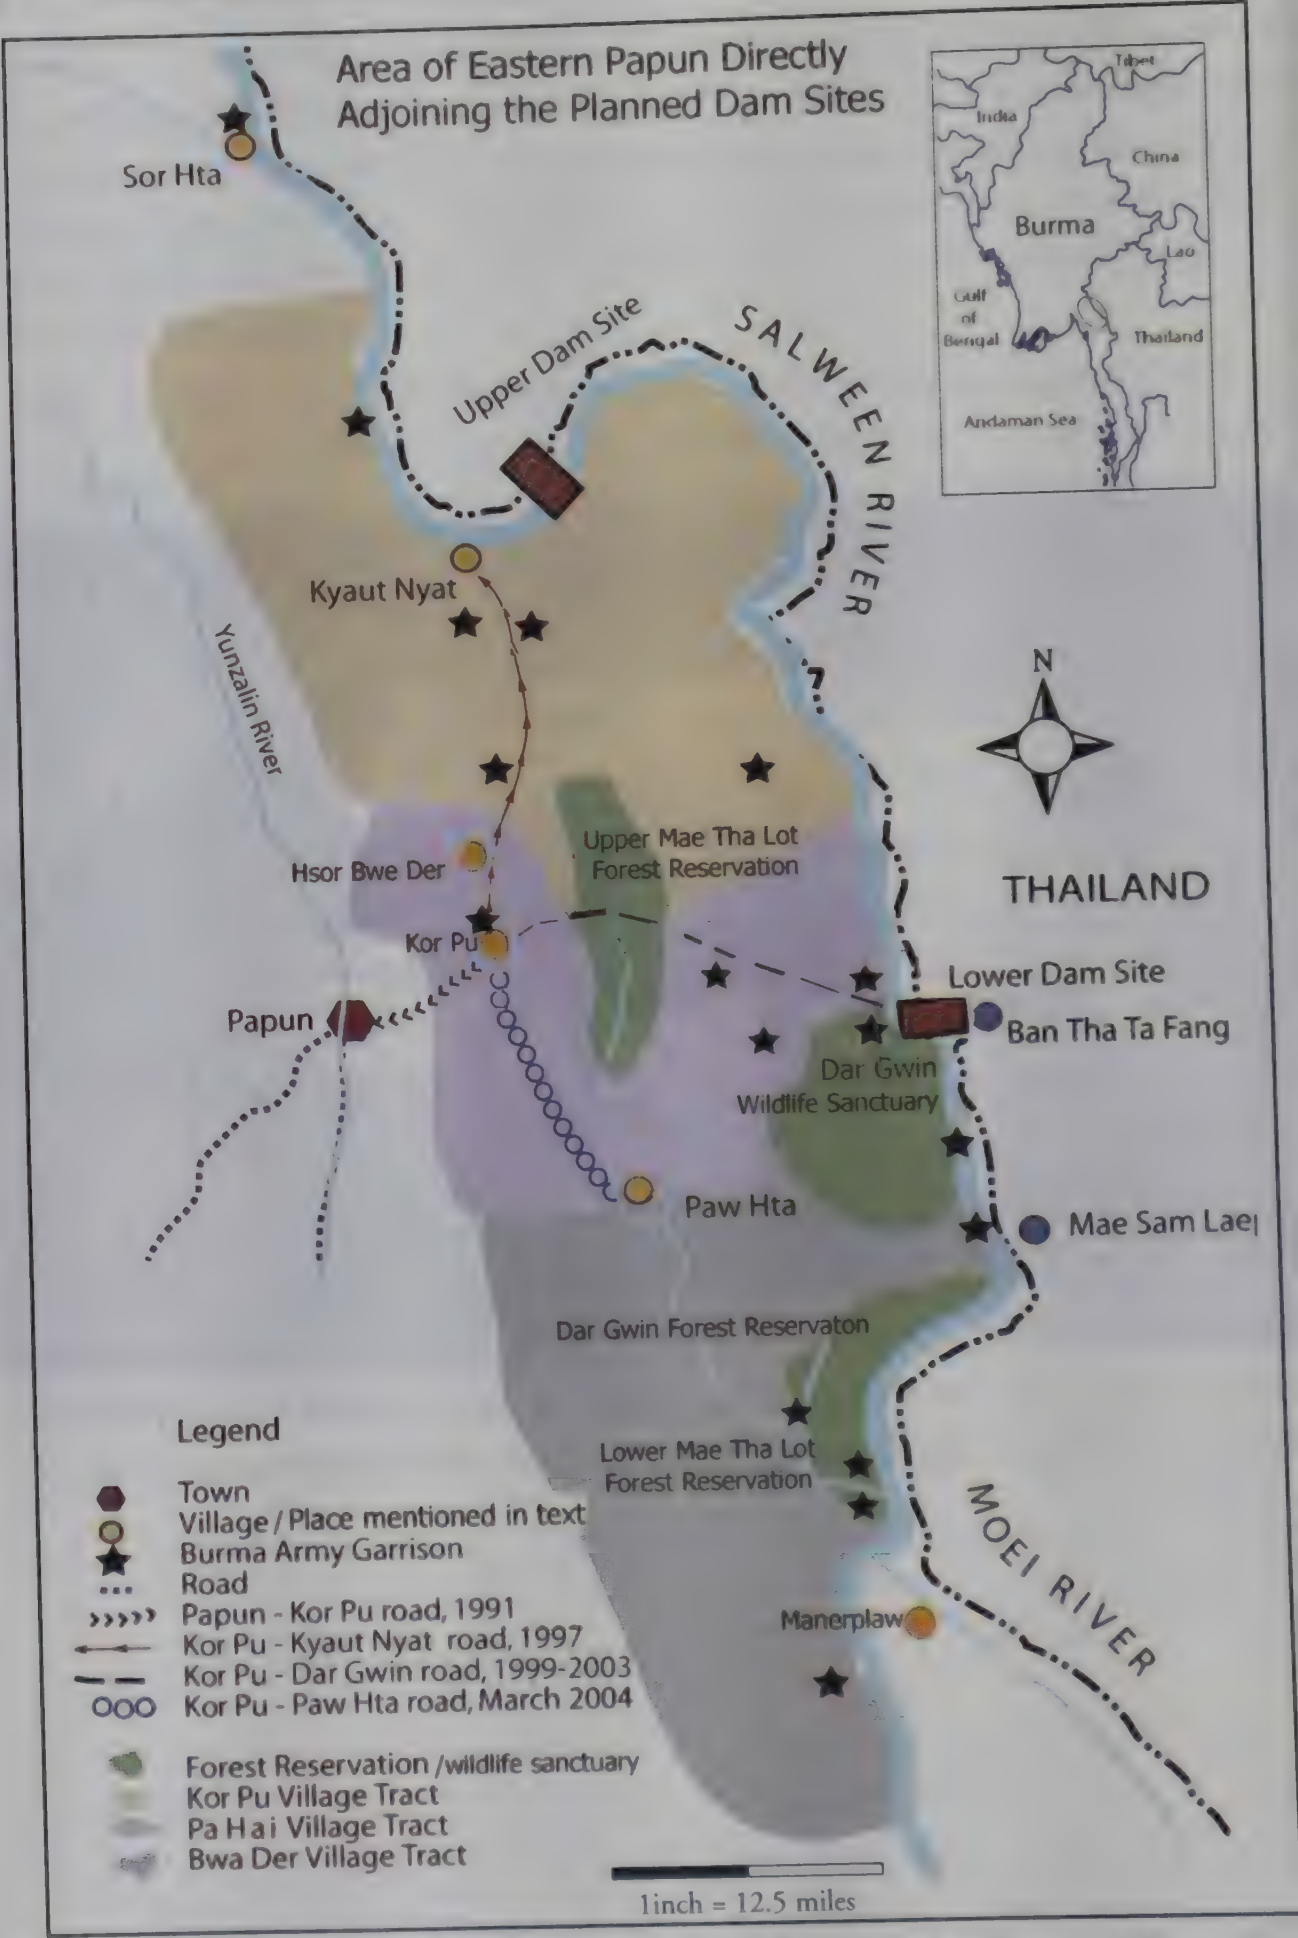 Area of Eastern Papun Directly
Adjoining the Planned Dam Sites
Tibet
India
China
Burma
Lao
Gulf
of
Bengal
Thailand
Andaman Sea
Sor Hta
Upper Dam Site
SALWEEN RIVER
Kyaut Nyat
Yunzalin River
N
Upper Mae Tha Lot
Forest Reservation
Hsor Bwe Der
THAILAND
Kor Pu
Lower Dam Site
Papun
Ban Tha Ta Fang
Dar Gwin
Wildlife Sanctuary
Paw Hta
Mae Sam Lae
Dar Gwin Forest Reservaton
Lower Mae Tha Lot
Forest Reservation
MOEI RIVER
Manerplaw
Legend
Town
Village / Place mentioned in text
Burma Army Garrison
Road
Papun - Kor Pu road, 1991
Kor Pu - Kyaut Nyat road, 1997
Kor Pu - Dar Gwin road, 1999-2003
Kor Pu - Paw Hta road, March 2004
Forest Reservation /wildlife sanctuary
Kor Pu Village Tract
Pa Hai Village Tract
Bwa Der Village Tract
1inch = 12.5 miles